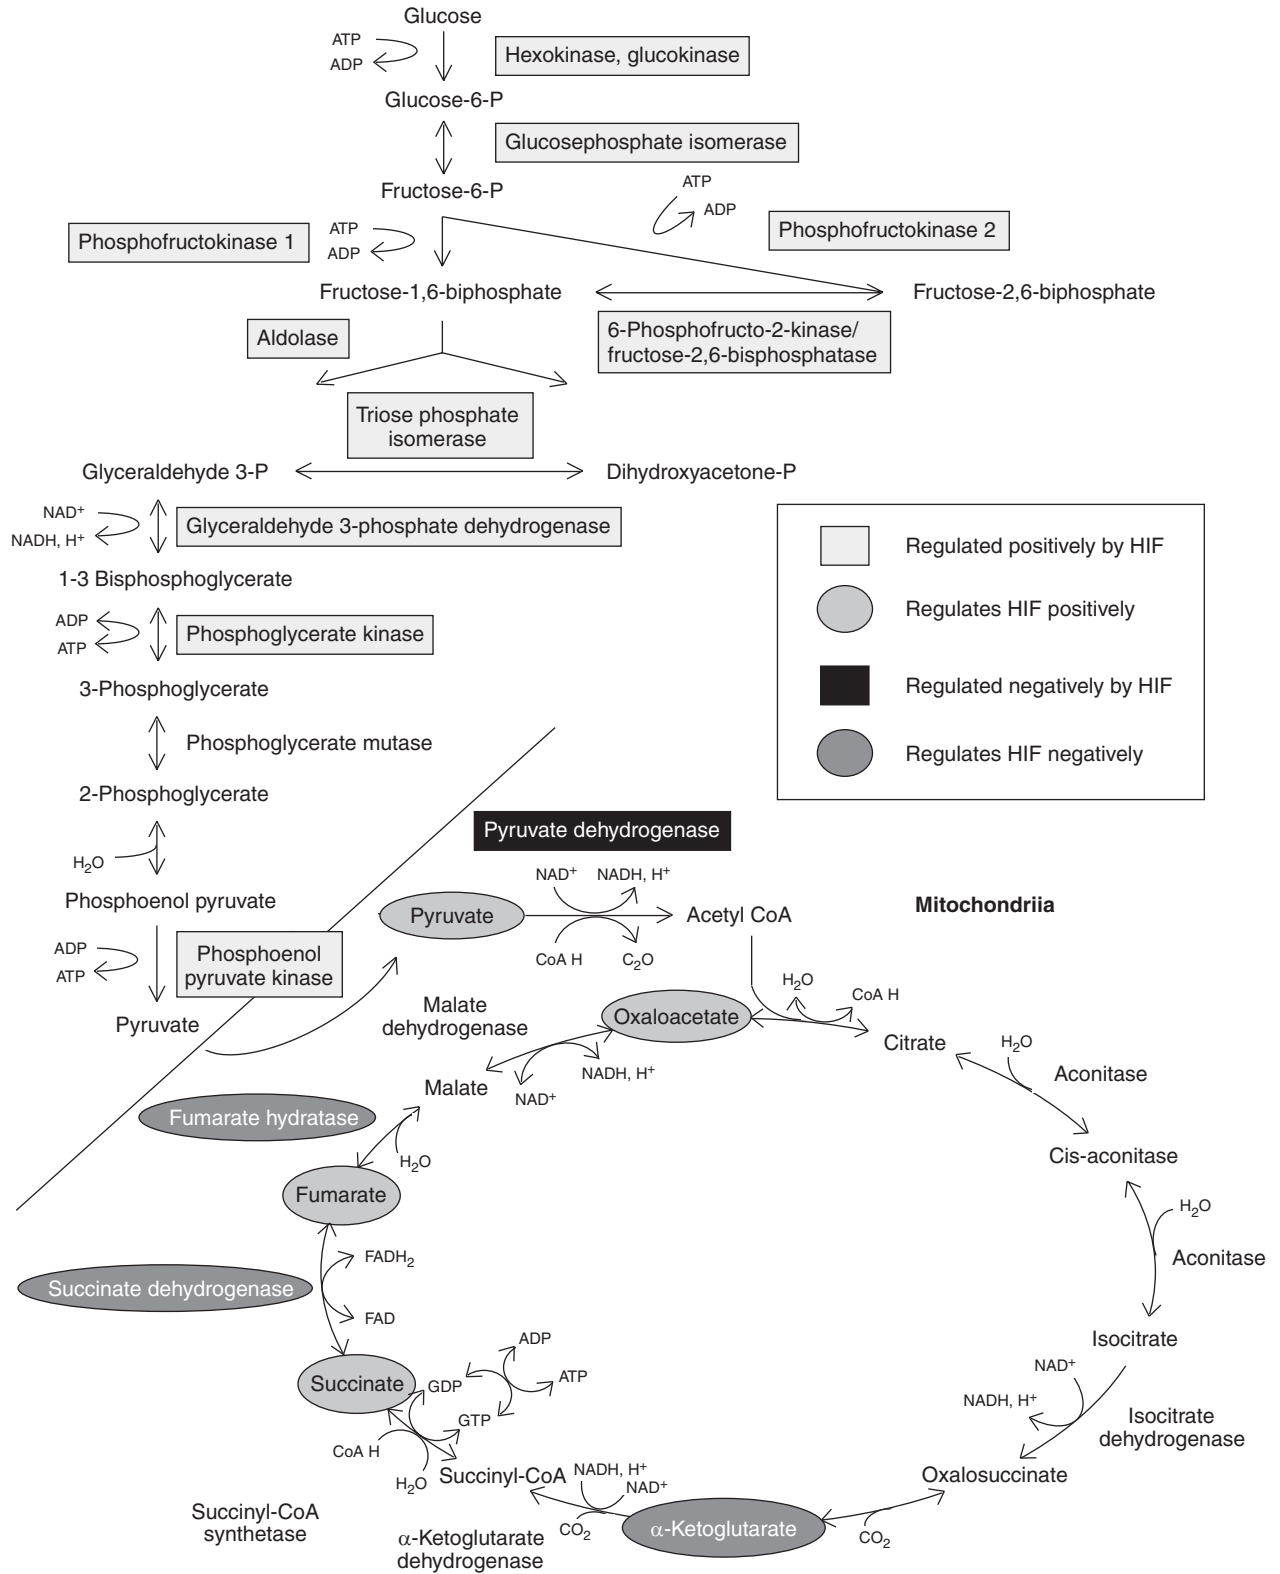 Glucose
ATP
ADP
Hexokinase, glucokinase
Glucose-6-P
Glucosephosphate isomerase
Fructose-6-P
ATP
ADP
Phosphofructokinase 1
ATP
ADP
Phosphofructokinase 2
Fructose-1,6-biphosphate
Fructose-2,6-biphosphate
Aldolase
6-Phosphofructo-2-kinase/
fructose-2,6-bisphosphatase
Triose phosphate
isomerase
Glyceraldehyde 3-P
Dihydroxyacetone-P
NAD+
NADH, H+
Glyceraldehyde 3-phosphate dehydrogenase
1-3 Bisphosphoglycerate
ADP
ATP
Phosphoglycerate kinase
3-Phosphoglycerate
Phosphoglycerate mutase
2-Phosphoglycerate
H2O
Phosphoenol pyruvate
ADP
ATP
Phosphoenol
pyruvate kinase
Pyruvate
Regulated positively by HIF
Regulates HIF positively
Regulated negatively by HIF
Regulates HIF negatively
Pyruvate dehydrogenase
NAD+
NADH, H+
Pyruvate
Acetyl CoA
Mitochondriia
CoA H
C2O
H2O
CoA H
Malate
dehydrogenase
Oxaloacetate
Citrate
H2O
Aconitase
NADH, H+
NAD+
Malate
Fumarate hydratase
H2O
Cis-aconitase
Fumarate
H2O
Aconitase
FADH2
Succinate dehydrogenase
FAD
Isocitrate
ADP
ATP
NAD+
NADH, H+
Isocitrate
dehydrogenase
Succinate
GDP
GTP
CoA H
H2O
Succinyl-CoA
NADH, H+
NAD+
Oxalosuccinate
Succinyl-CoA
synthetase
CO2
α-Ketoglutarate
CO2
α-Ketoglutarate
dehydrogenase